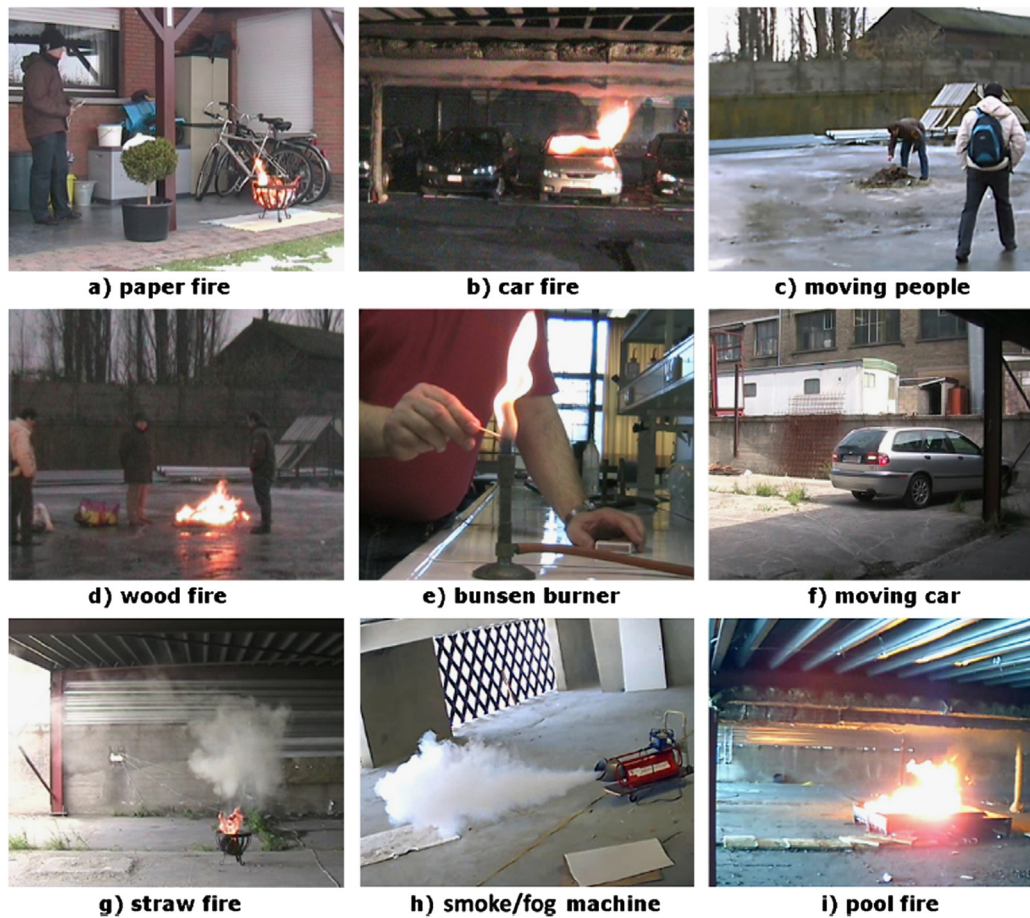 a) paper fire
b) car fire
c) moving people
d) wood fire
e) bunsen burner
f) moving car
g) straw fire
h) smoke/fog machine
i) pool fire